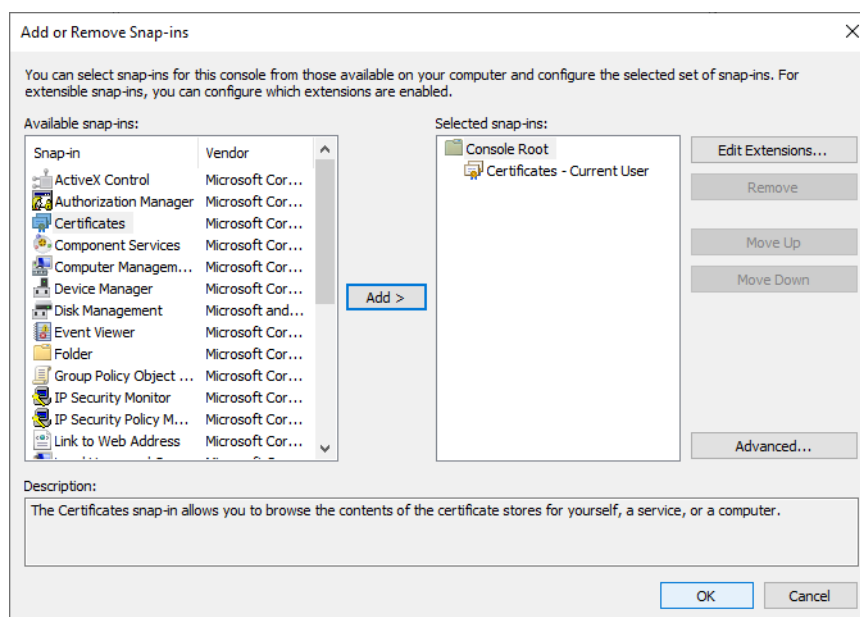 Add or Remove Snap-ins
You can select snap-ins for this console from those available on your computer and configure the selected set of snap-ins. For
extensible snap-ins, you can configure which extensions are enabled.
Available snap-ins:
Snap-in Vendor
ActiveX Control Microsoft Cor...
Authorization Manager Microsoft Cor...
Certificates Microsoft Cor...
Component Services Microsoft Cor...
Computer Managem... Microsoft Cor...
Device Manager Microsoft Cor...
Disk Management Microsoft and...
Event Viewer Microsoft Cor...
Folder Microsoft Cor...
Group Policy Object ... Microsoft Cor...
IP Security Monitor Microsoft Cor...
IP Security Policy M... Microsoft Cor...
Link to Web Address Microsoft Cor...
Add >
Selected snap-ins:
Console Root
Certificates - Current User
Edit Extensions...
Remove
Move Up
Move Down
Advanced...
Description:
The Certificates snap-in allows you to browse the contents of the certificate stores for yourself, a service, or a computer.
OK
Cancel